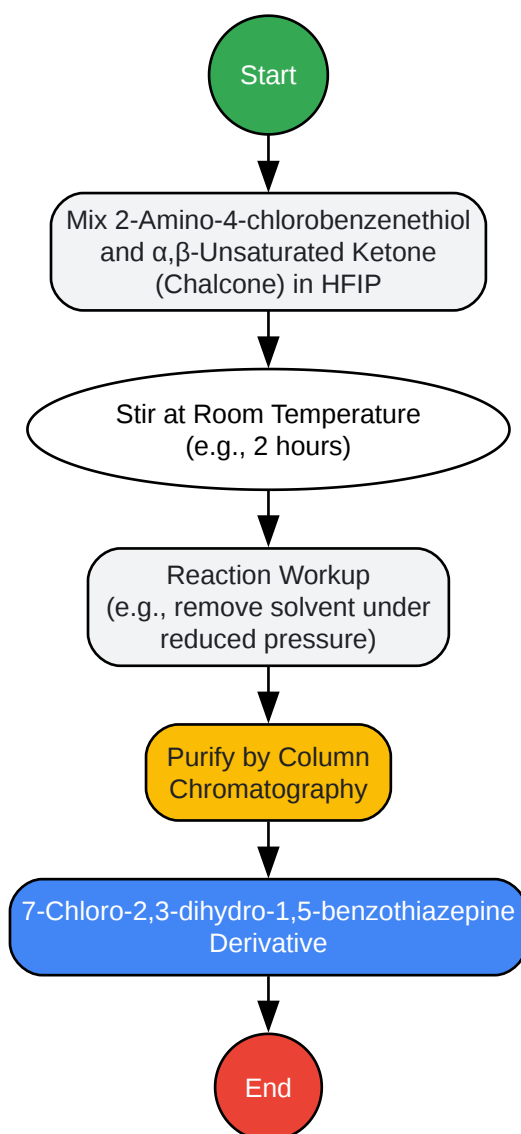 Start
Mix 2-Amino-4-chlorobenzenethiol
and α,β-Unsaturated Ketone
(Chalcone) in HFIP
Stir at Room Temperature
(e.g., 2 hours)
Reaction Workup
(e.g., remove solvent under
reduced pressure)
Purify by Column
Chromatography
7-Chloro-2,3-dihydro-1,5-benzothiazepine
Derivative
End